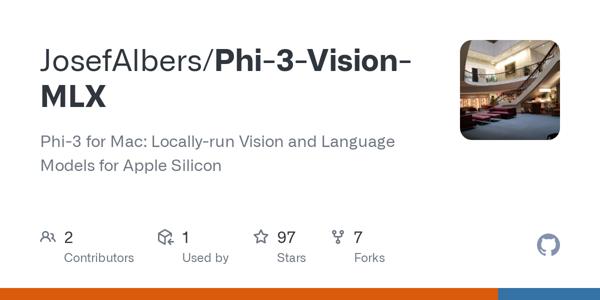 JosefAlbers/Phi-3-Vision-
MLX
Phi-3 for Mac: Locally-run Vision and Language
Models for Apple Silicon
2 1 97 7
Contributors Used by Stars Forks